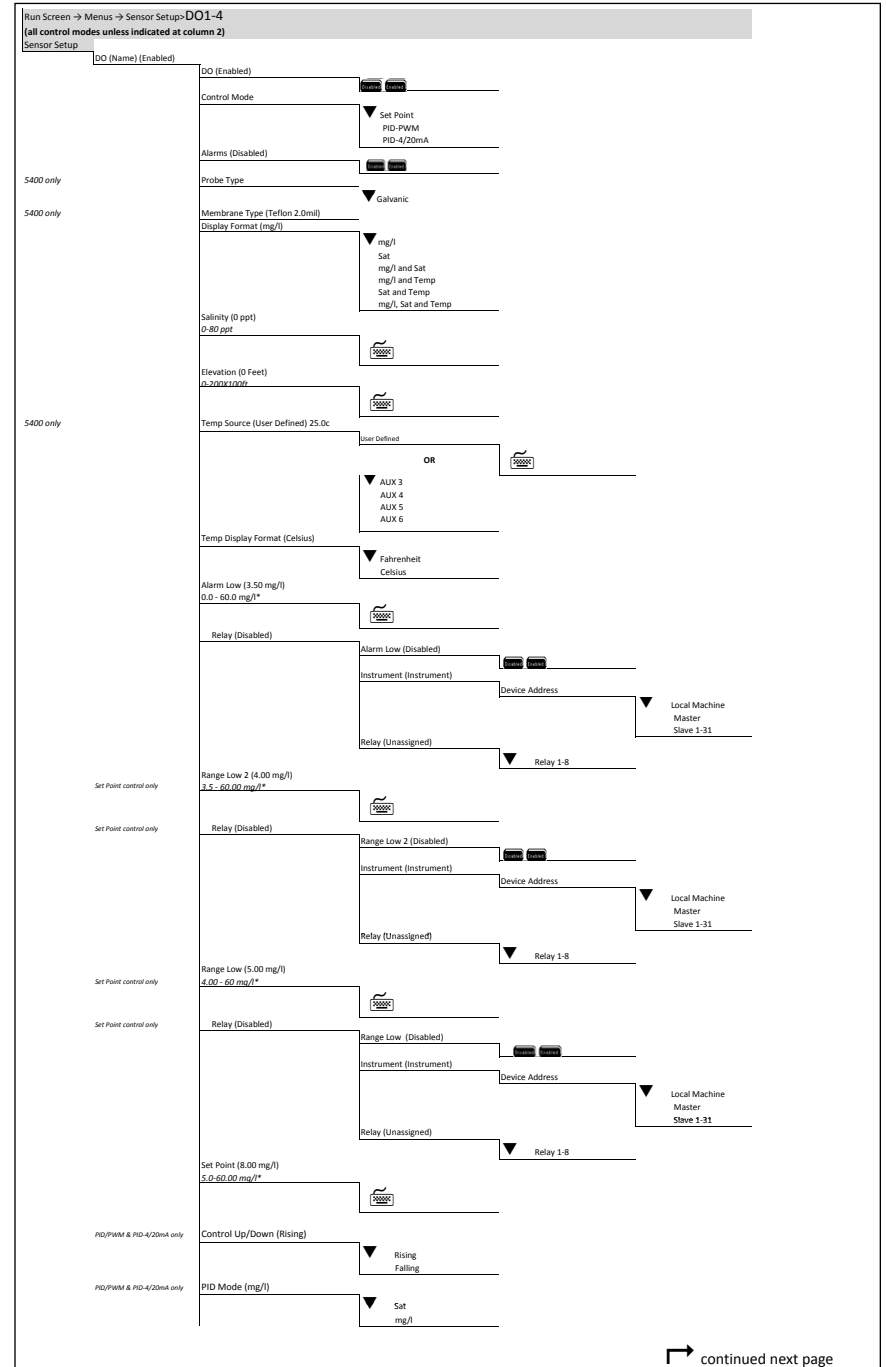 Run Screen → Menus → Sensor Setup>DO1-4
(all control modes unless indicated at column 2)
Sensor Setup
DO (Name) (Enabled)
DO (Enabled)
Disabled Enabled
Control Mode
▼ Set Point
PID-PWM
PID-4/20mA
Alarms (Disabled)
Disabled Enabled
5400 only Probe Type
▼ Galvanic
5400 only Membrane Type (Teflon 2.0mil)
Display Format (mg/l)
▼ mg/l
Sat
mg/l and Sat
mg/l and Temp
Sat and Temp
mg/l, Sat and Temp
Salinity (0 ppt)
0-80 ppt
Elevation (0 Feet)
0-200X100ft
5400 only Temp Source (User Defined) 25.0c
User Defined
OR
▼ AUX 3
AUX 4
AUX 5
AUX 6
Temp Display Format (Celsius)
▼ Fahrenheit
Celsius
Alarm Low (3.50 mg/l)
0.0 - 60.0 mg/l*
Relay (Disabled)
Alarm Low (Disabled)
Disabled Enabled
Instrument (Instrument)
Device Address
▼ Local Machine
Master
Slave 1-31
Relay (Unassigned)
▼ Relay 1-8
Range Low 2 (4.00 mg/l)
Set Point control only 3.5 - 60.00 mg/l*
Set Point control only Relay (Disabled)
Range Low 2 (Disabled)
Disabled Enabled
Instrument (Instrument)
Device Address
▼ Local Machine
Master
Slave 1-31
Relay (Unassigned)
▼ Relay 1-8
Range Low (5.00 mg/l)
Set Point control only 4.00 - 60 mg/l*
Set Point control only Relay (Disabled)
Range Low (Disabled)
Disabled Enabled
Instrument (Instrument)
Device Address
▼ Local Machine
Master
Slave 1-31
Relay (Unassigned)
▼ Relay 1-8
Set Point (8.00 mg/l)
5.0-60.00 mg/l*
PID/PWM & PID-4/20mA only Control Up/Down (Rising)
▼ Rising
Falling
PID/PWM & PID-4/20mA only PID Mode (mg/l)
▼ Sat
mg/l
continued next page